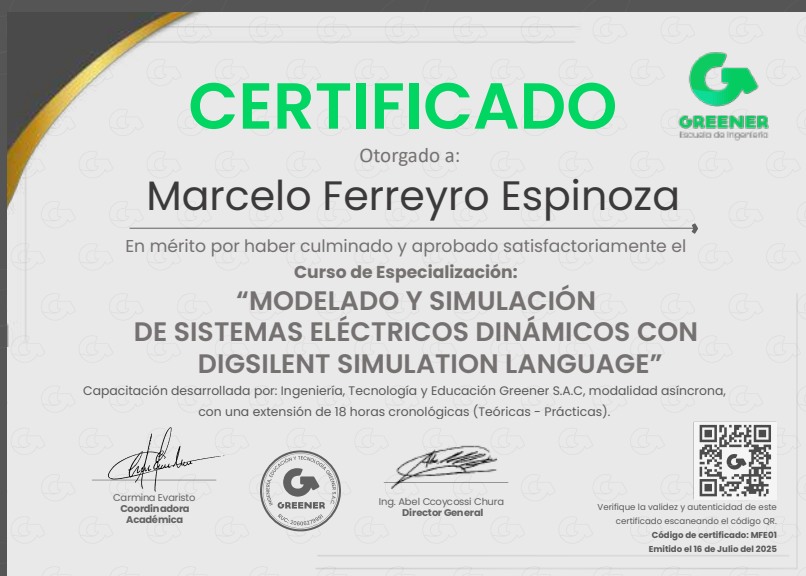 CERTIFICADO
GREENER
Escuela de Ingeniería
Otorgado a:
Marcelo Ferreyro Espinoza
En mérito por haber culminado y aprobado satisfactoriamente el
Curso de Especialización:
“MODELADO Y SIMULACIÓN
DE SISTEMAS ELÉCTRICOS DINÁMICOS CON
DIGSILENT SIMULATION LANGUAGE”
Capacitación desarrollada por: Ingeniería, Tecnología y Educación Greener S.A.C, modalidad asíncrona,
con una extensión de 18 horas cronológicas (Teóricas - Prácticas).
Carmina Evaristo
Coordinadora
Académica
INGENIERÍA, EDUCACIÓN Y TECNOLOGÍA GREENER S.A.C.
GREENER
Ing. Abel Ccoycossi Chura
Director General
Verifique la validez y autenticidad de este
certificado escaneando el código QR.
Código de certificado: MFE01
Emitido el 16 de Julio del 2025